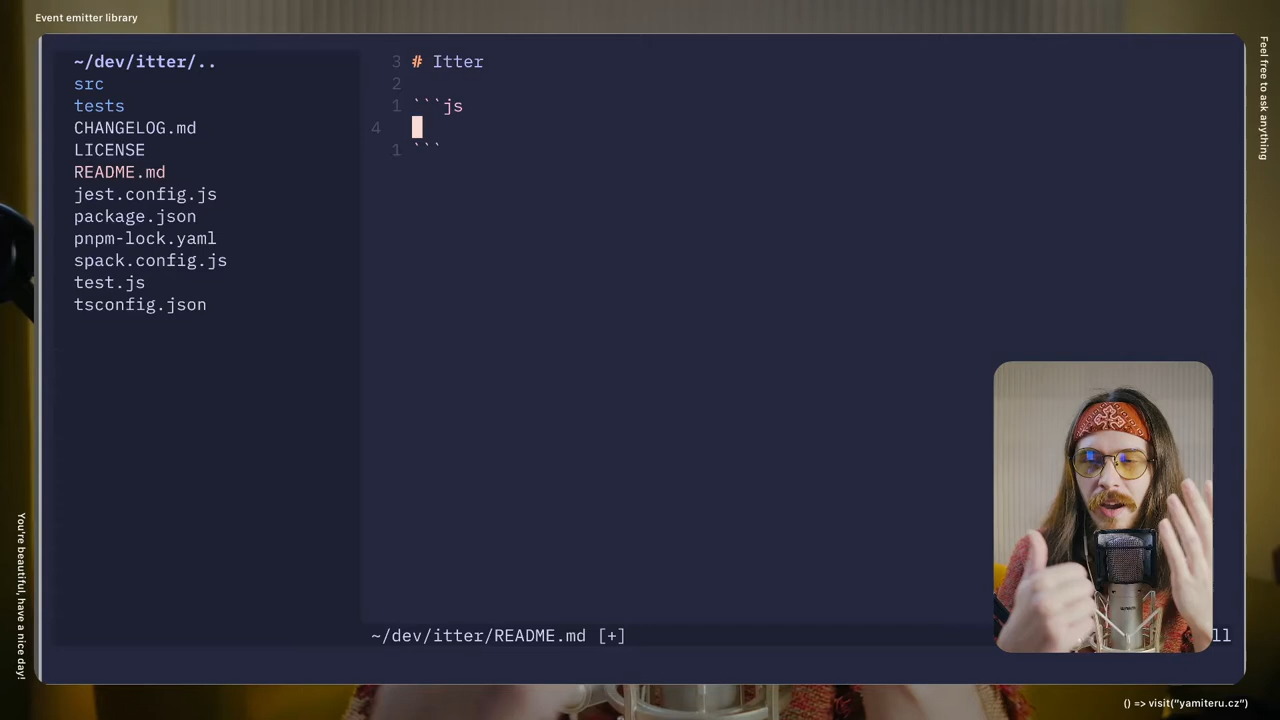 Event emitter library
Feel free to ask anything
~/dev/itter/..
src
tests
CHANGELOG.md
LICENSE
README.md
jest.config.js
package.json
pnpm-lock.yaml
spack.config.js
test.js
tsconfig.json
3 # Itter
2
1 ```js
4
1 ```
~/dev/itter/README.md [+]
ll
You're beautiful, have a nice day!
() => visit("yamiteru.cz")